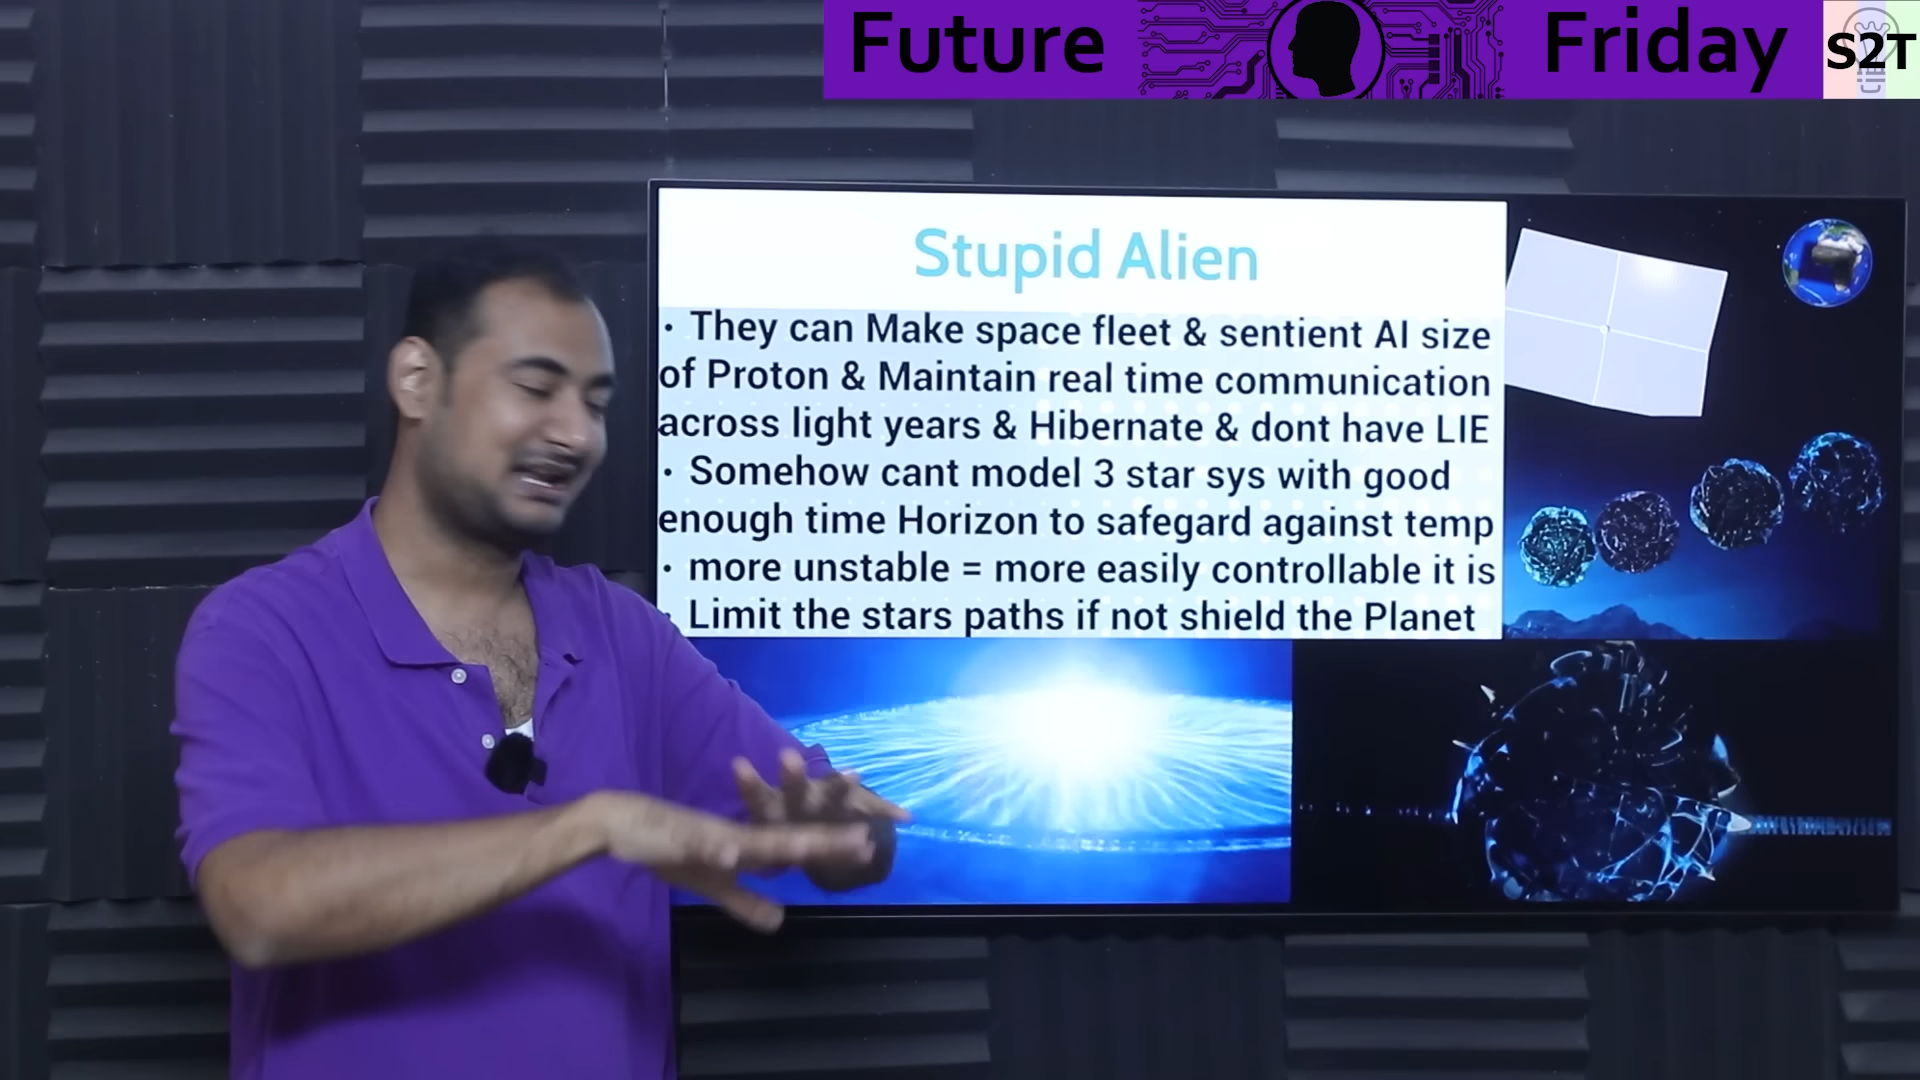 Future Friday S2T
Stupid Alien
• They can Make space fleet & sentient AI size
of Proton & Maintain real time communication
across light years & Hibernate & dont have LIE
• Somehow cant model 3 star sys with good
enough time Horizon to safegard against temp
• more unstable = more easily controllable it is
• Limit the stars paths if not shield the Planet